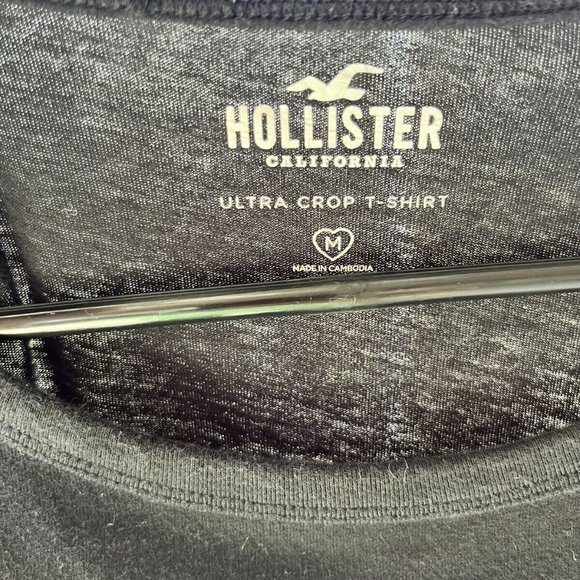 HOLLISTER
CALIFORNIA
ULTRA CROP T-SHIRT
M
MADE IN CAMBODIA